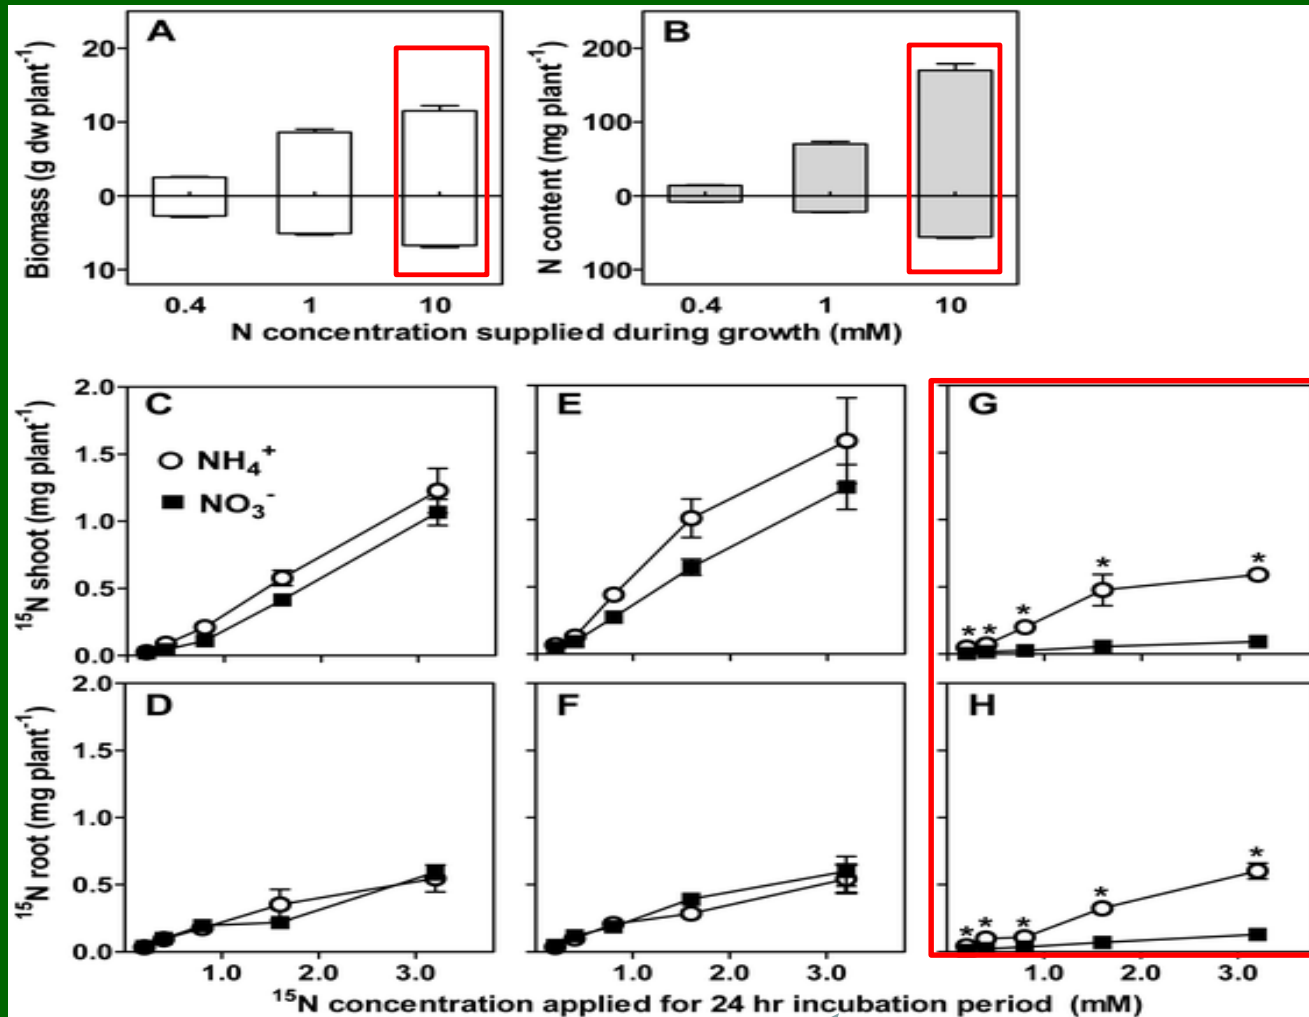 A
B
Biomass (g dw plant⁻¹)
20
10
0
10
0.4 1 10
N content (mg plant⁻¹)
200
100
0
100
0.4 1 10
N concentration supplied during growth (mM)
C
E
G
NH₄⁺
NO₃⁻
¹⁵N shoot (mg plant⁻¹)
2.0
1.5
1.0
0.5
0.0
* * * * *
D
F
H
¹⁵N root (mg plant⁻¹)
2.0
1.5
1.0
0.5
0.0
* * * * *
1.0 2.0 3.0
1.0 2.0 3.0
1.0 2.0 3.0
¹⁵N concentration applied for 24 hr incubation period (mM)